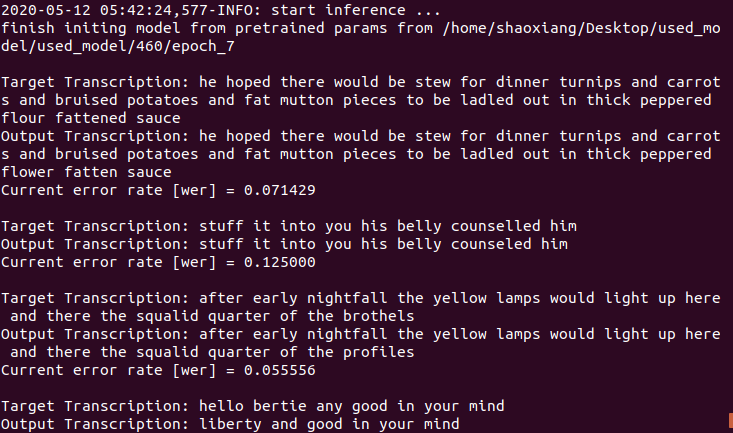 2020-05-12 05:42:24,577-INFO: start inference ...
finish initing model from pretrained params from /home/shaoxiang/Desktop/used_mo
del/used_model/460/epoch_7

Target Transcription: he hoped there would be stew for dinner turnips and carrot
s and bruised potatoes and fat mutton pieces to be ladled out in thick peppered
flour fattened sauce
Output Transcription: he hoped there would be stew for dinner turnips and carrot
s and bruised potatoes and fat mutton pieces to be ladled out in thick peppered
flower fatten sauce
Current error rate [wer] = 0.071429

Target Transcription: stuff it into you his belly counselled him
Output Transcription: stuff it into you his belly counseled him
Current error rate [wer] = 0.125000

Target Transcription: after early nightfall the yellow lamps would light up here
 and there the squalid quarter of the brothels
Output Transcription: after early nightfall the yellow lamps would light up here
 and there the squalid quarter of the profiles
Current error rate [wer] = 0.055556

Target Transcription: hello bertie any good in your mind
Output Transcription: liberty and good in your mind